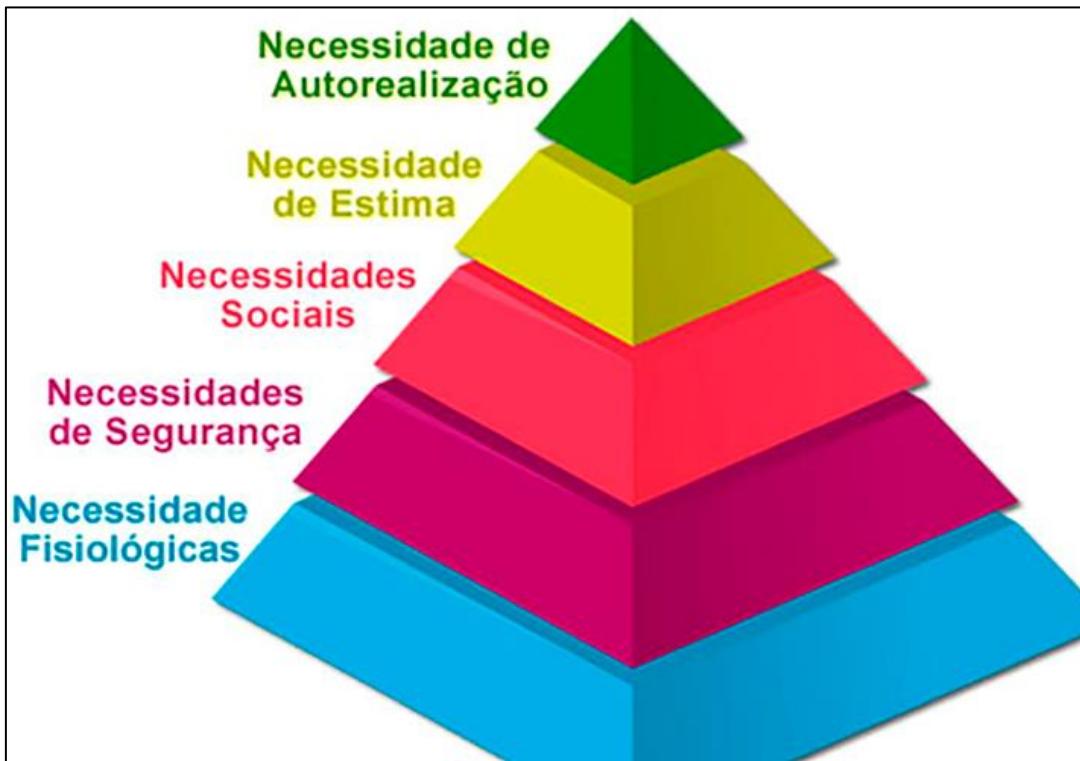 Necessidade de
Autorealização
Necessidade
de Estima
Necessidades
Sociais
Necessidades
de Segurança
Necessidade
Fisiológicas